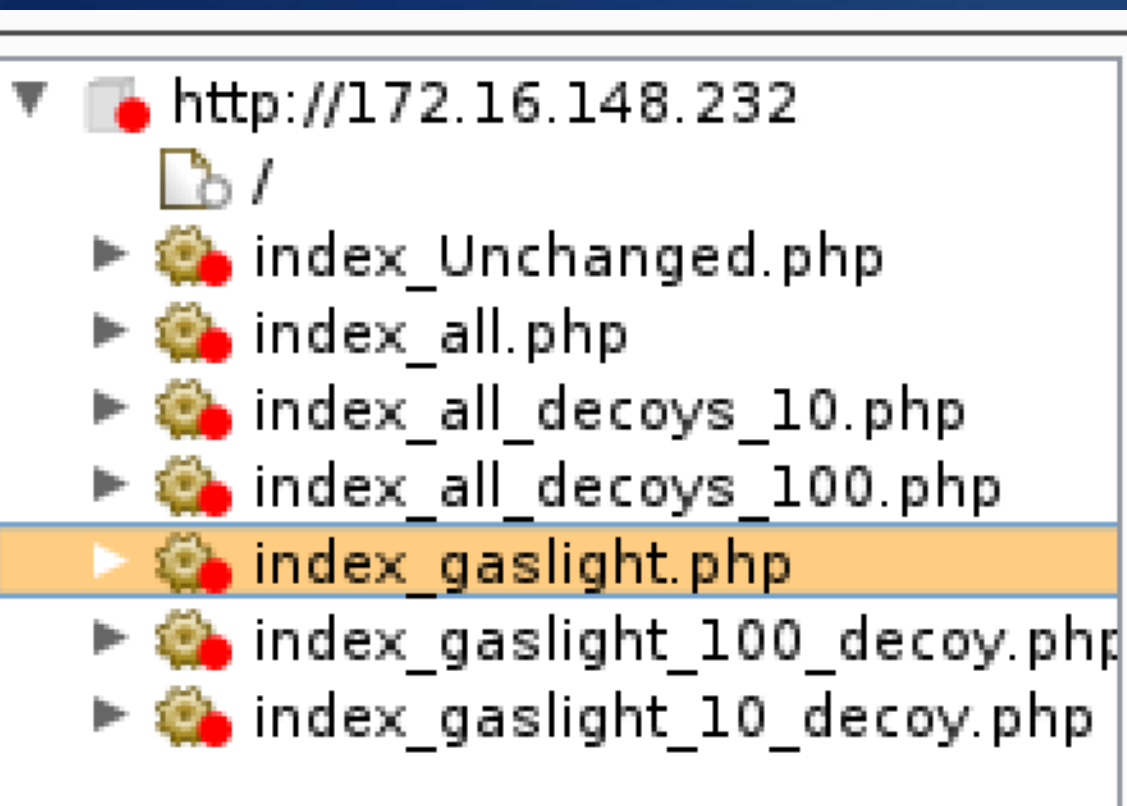 http://172.16.148.232
/
index_Unchanged.php
index_all.php
index_all_decoys_10.php
index_all_decoys_100.php
index_gaslight.php
index_gaslight_100_decoy.php
index_gaslight_10_decoy.php